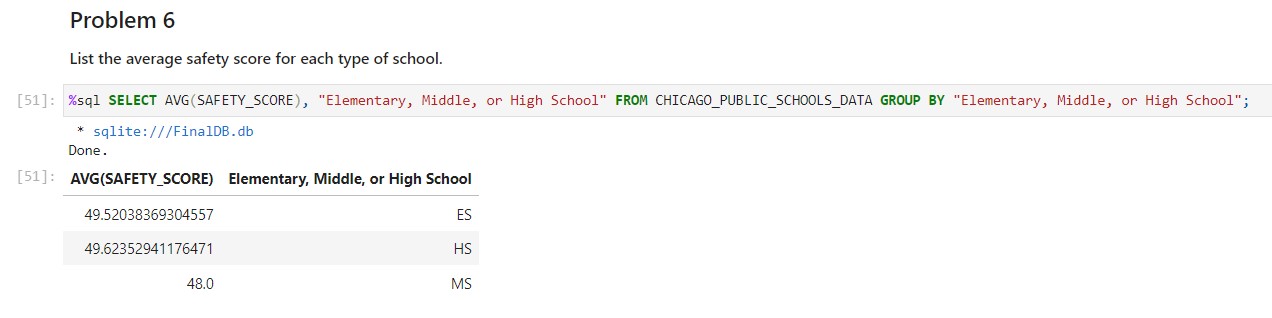 Problem 6
List the average safety score for each type of school.
[51]: %sql SELECT AVG(SAFETY_SCORE), "Elementary, Middle, or High School" FROM CHICAGO_PUBLIC_SCHOOLS_DATA GROUP BY "Elementary, Middle, or High School";
* sqlite:///FinalDB.db
Done.
[51]: AVG(SAFETY_SCORE) Elementary, Middle, or High School
49.52038369304557 ES
49.62352941176471 HS
48.0 MS